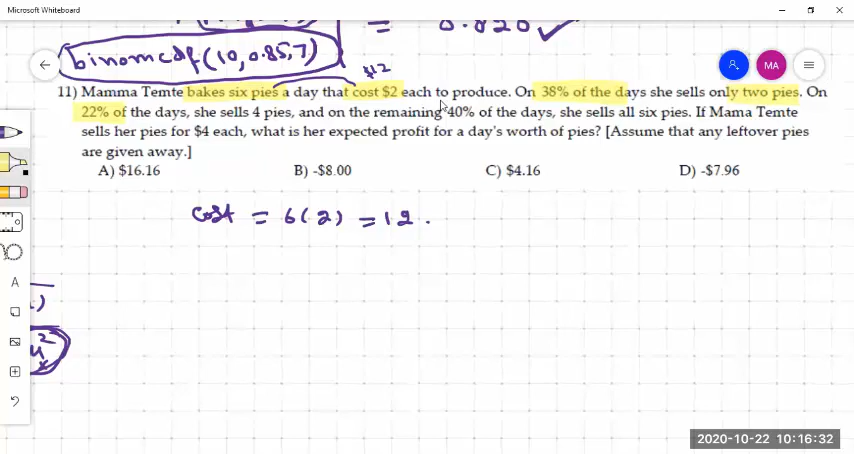 Microsoft Whiteboard
= 0.820 ✓
binomcdf(10, 0.85, 7)
$12
MA
11) Mamma Temte bakes six pies a day that cost $2 each to produce. On 38% of the days she sells only two pies. On
22% of the days, she sells 4 pies, and on the remaining 40% of the days, she sells all six pies. If Mama Temte
sells her pies for $4 each, what is her expected profit for a day's worth of pies? [Assume that any leftover pies
are given away.]
A) $16.16 B) -$8.00 C) $4.16 D) -$7.96
cost = 6(2) = 12.
A
2020-10-22 10:16:32